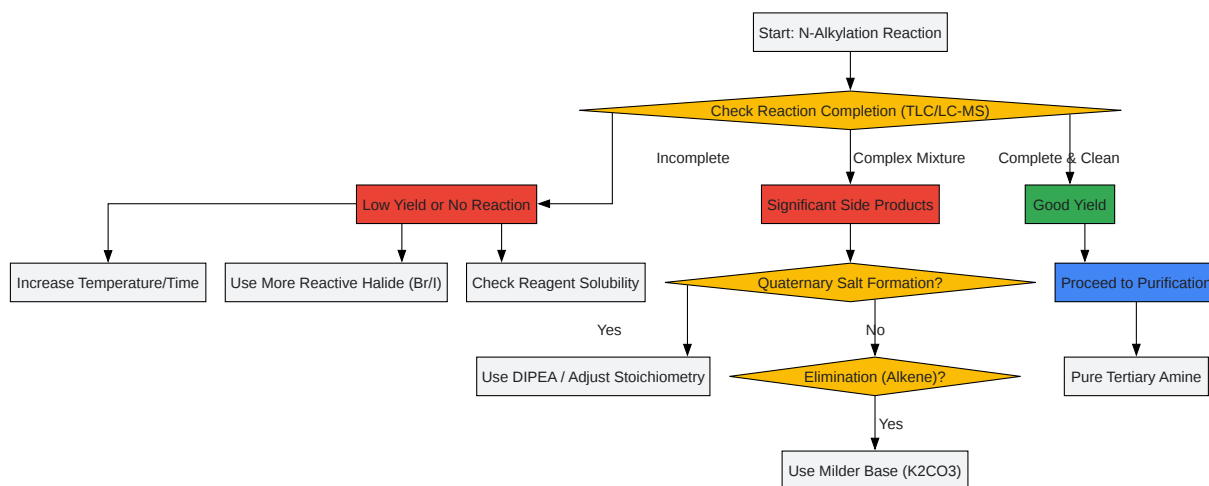 Start: N-Alkylation Reaction
Check Reaction Completion (TLC/LC-MS)
Incomplete
Complex Mixture
Complete & Clean
Low Yield or No Reaction
Significant Side Products
Good Yield
Increase Temperature/Time
Use More Reactive Halide (Br/I)
Check Reagent Solubility
Quaternary Salt Formation?
Proceed to Purification
Yes
No
Use DIPEA / Adjust Stoichiometry
Elimination (Alkene)?
Pure Tertiary Amine
Yes
Use Milder Base (K2CO3)